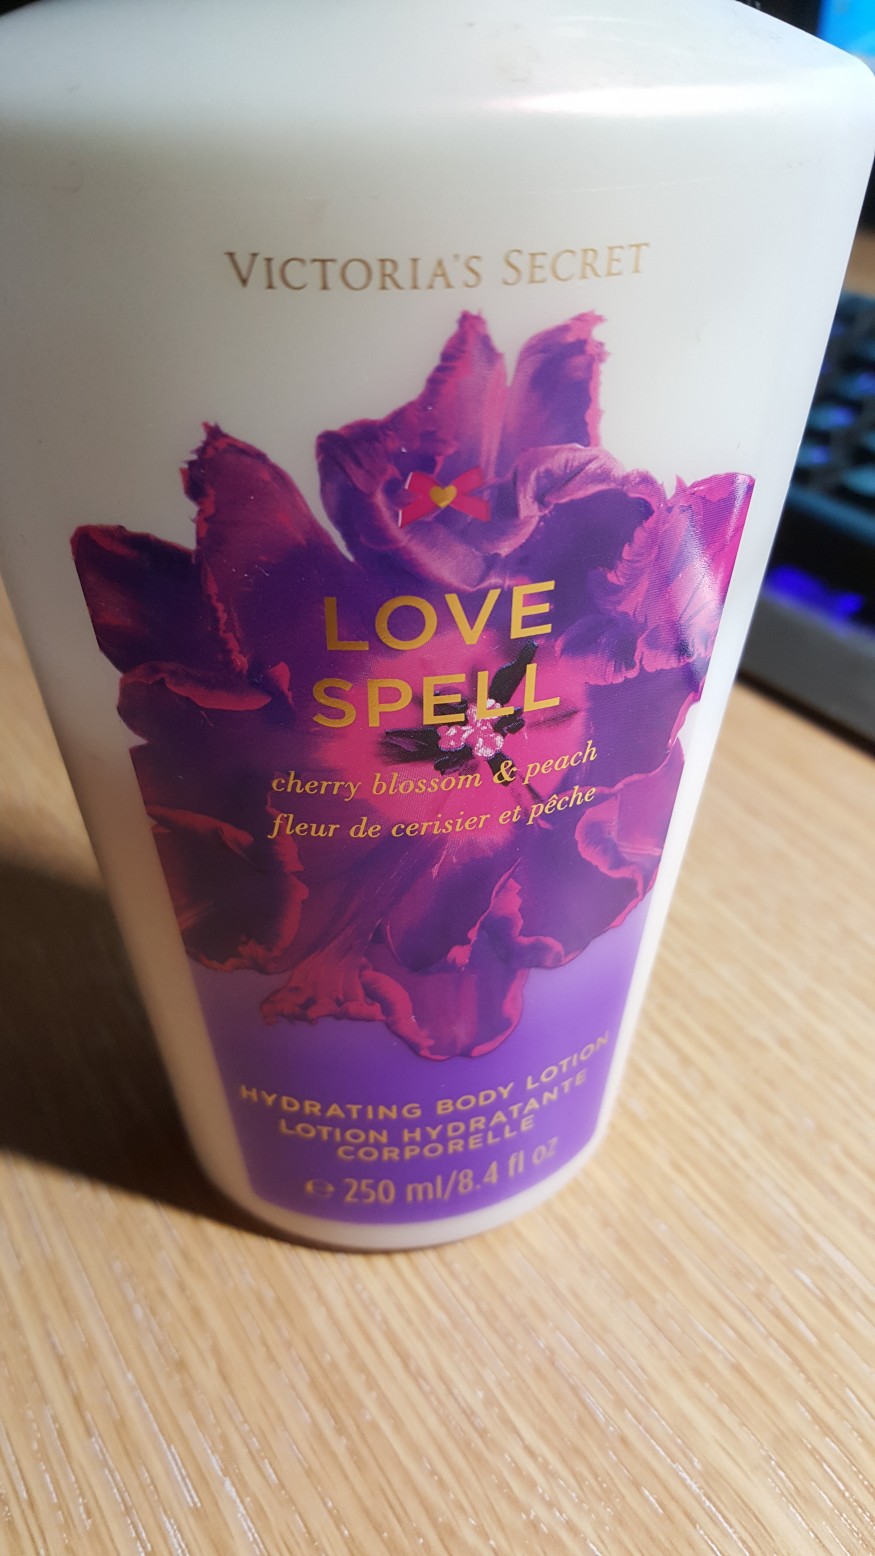 VICTORIA'S SECRET
LOVE
SPELL
cherry blossom & peach
fleur de cerisier et pêche
HYDRATING BODY LOTION
LOTION HYDRATANTE
CORPORELLE
℮ 250 ml/8.4 fl oz